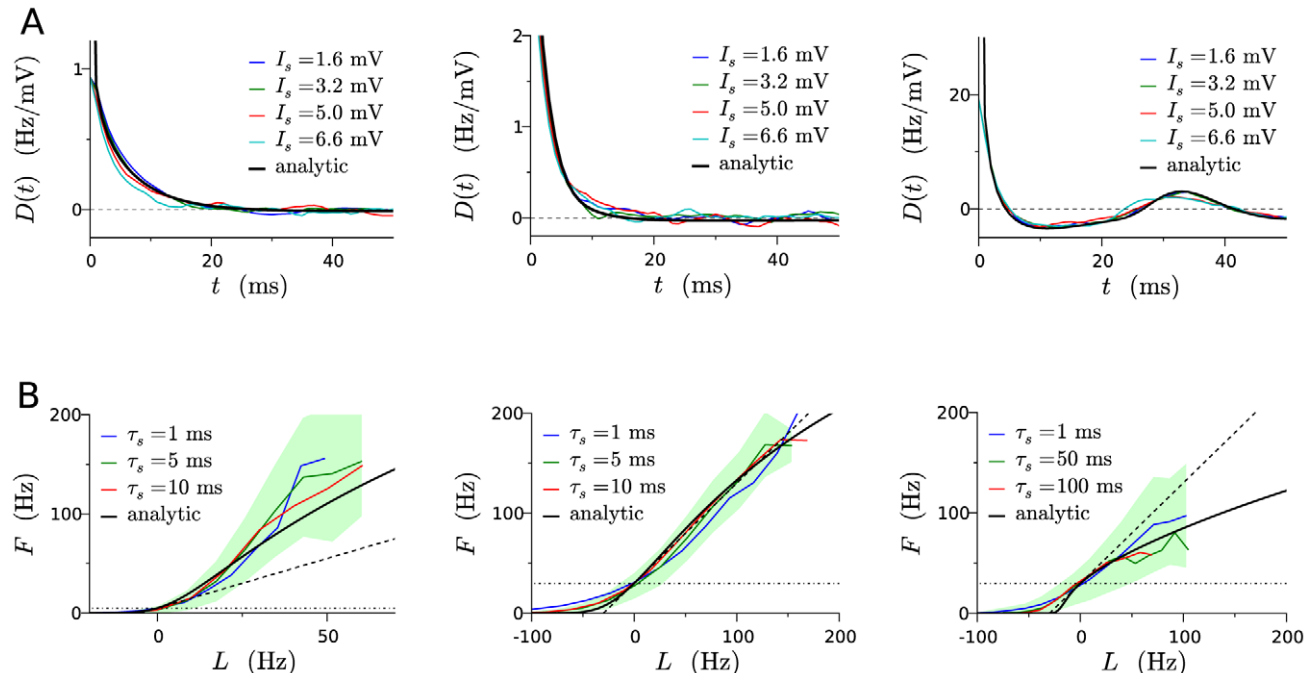 A
D(t) (Hz/mV)
1
0
I_s = 1.6 mV
I_s = 3.2 mV
I_s = 5.0 mV
I_s = 6.6 mV
analytic
0 20 40
t (ms)
D(t) (Hz/mV)
2
1
0
I_s = 1.6 mV
I_s = 3.2 mV
I_s = 5.0 mV
I_s = 6.6 mV
analytic
0 20 40
t (ms)
D(t) (Hz/mV)
20
0
I_s = 1.6 mV
I_s = 3.2 mV
I_s = 5.0 mV
I_s = 6.6 mV
analytic
0 20 40
t (ms)
B
F (Hz)
200
100
0
τ_s = 1 ms
τ_s = 5 ms
τ_s = 10 ms
analytic
0 50
L (Hz)
F (Hz)
200
100
0
τ_s = 1 ms
τ_s = 5 ms
τ_s = 10 ms
analytic
-100 0 100 200
L (Hz)
F (Hz)
200
100
0
τ_s = 1 ms
τ_s = 50 ms
τ_s = 100 ms
analytic
-100 0 100 200
L (Hz)